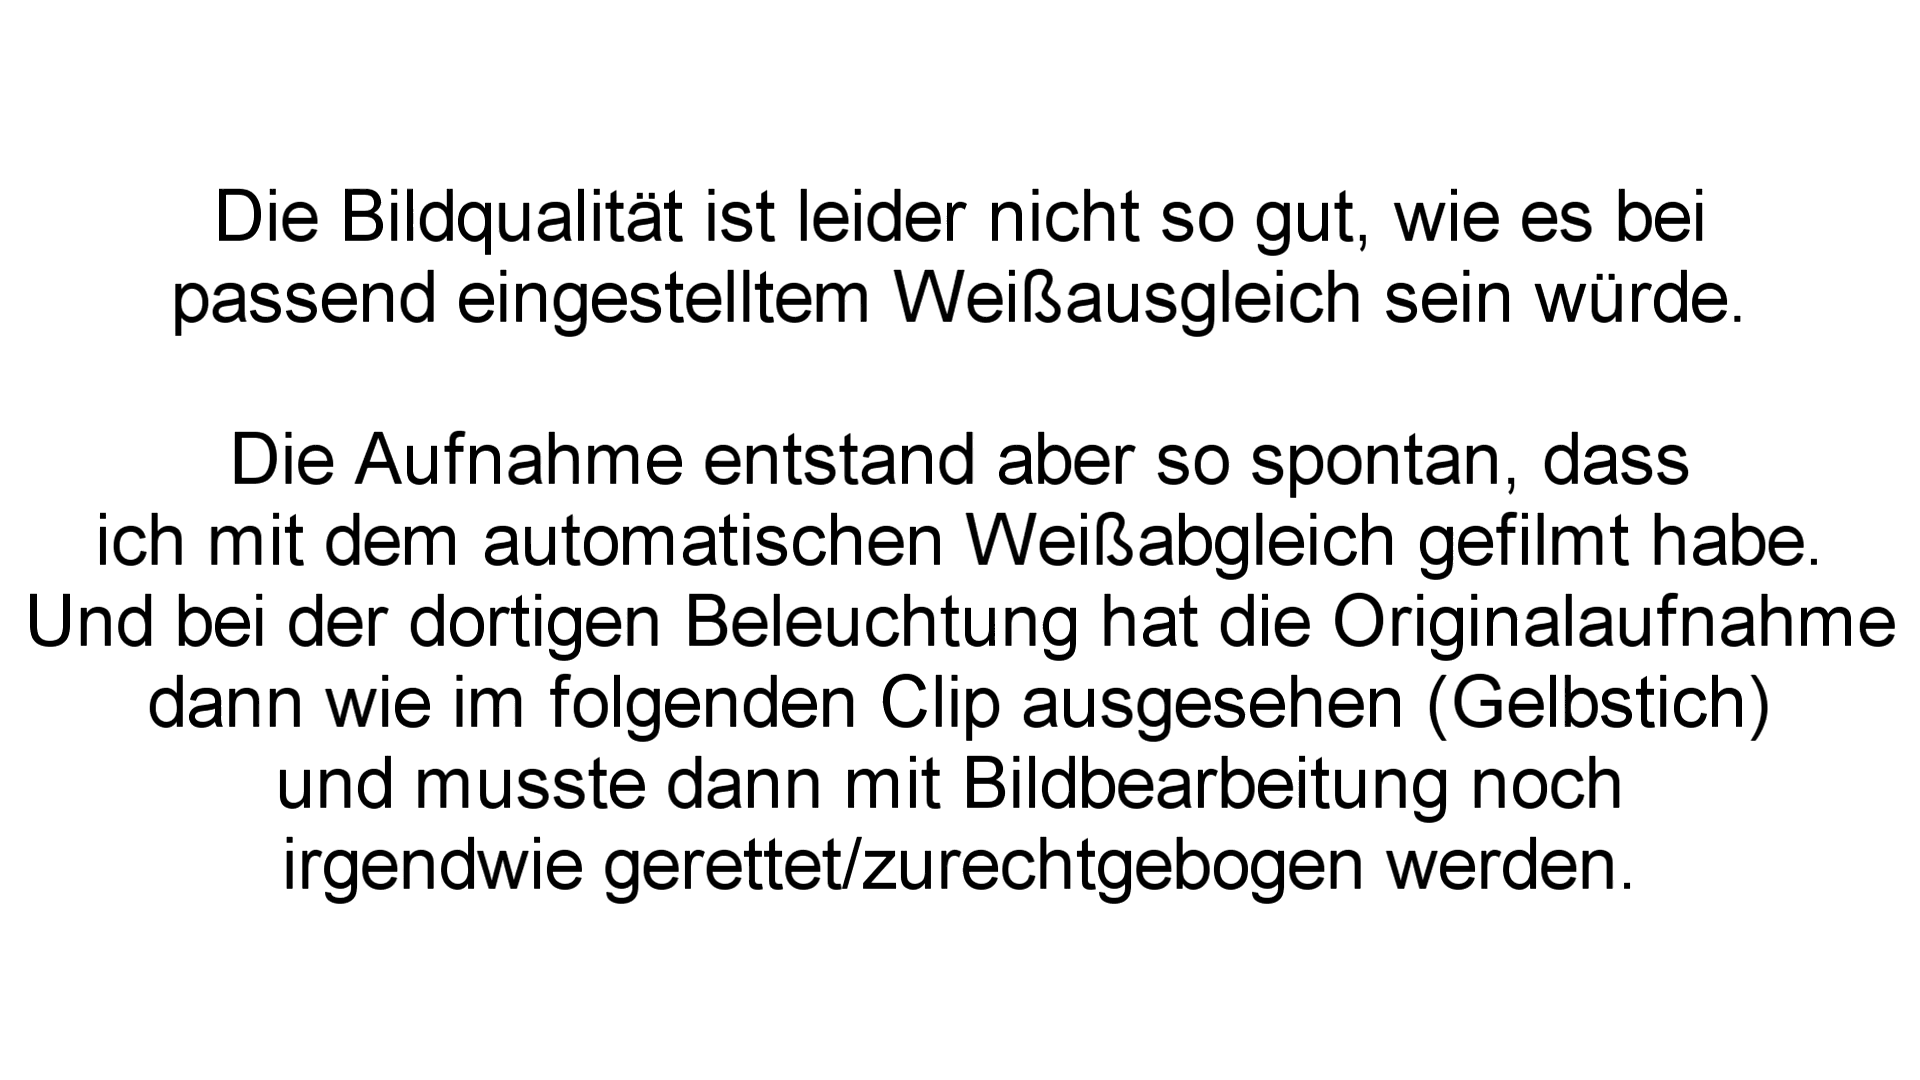 Die Bildqualität ist leider nicht so gut, wie es bei
passend eingestelltem Weißausgleich sein würde.
Die Aufnahme entstand aber so spontan, dass
ich mit dem automatischen Weißabgleich gefilmt habe.
Und bei der dortigen Beleuchtung hat die Originalaufnahme
dann wie im folgenden Clip ausgesehen (Gelbstich)
und musste dann mit Bildbearbeitung noch
irgendwie gerettet/zurechtgebogen werden.